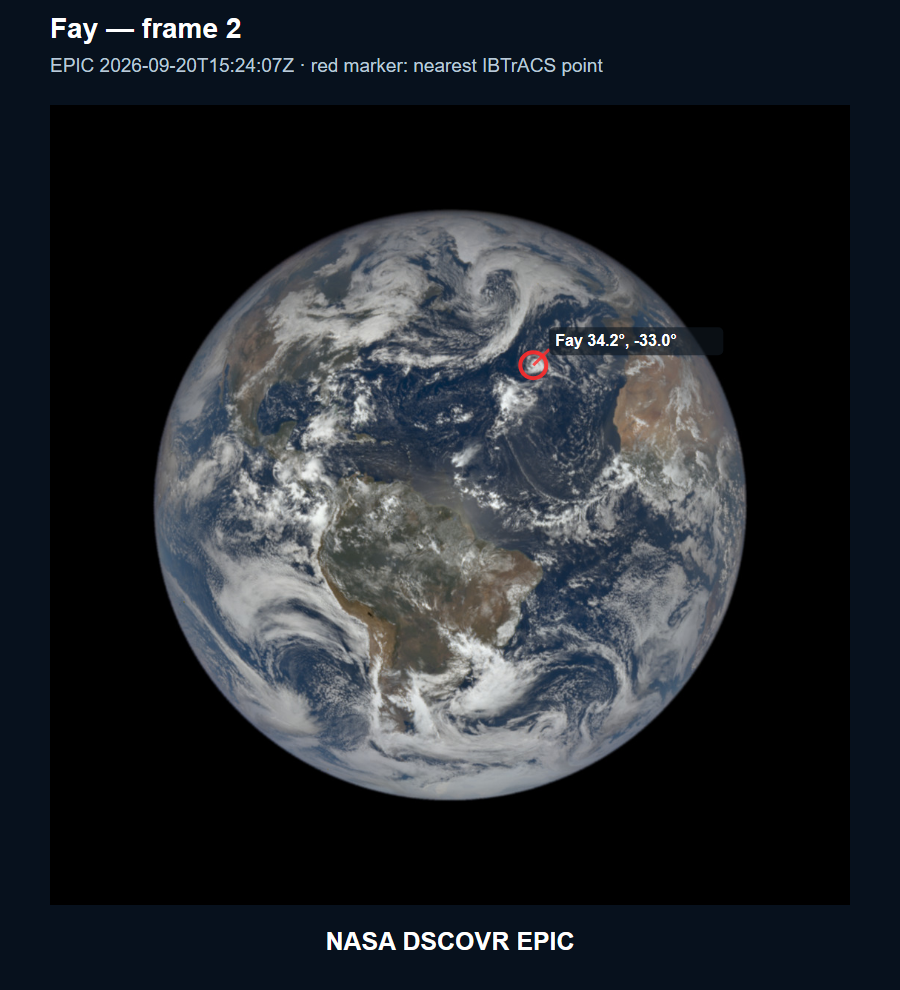 Fay — frame 2
EPIC 2026-09-20T15:24:07Z · red marker: nearest IBTrACS point
Fay 34.2°, -33.0°
NASA DSCOVR EPIC